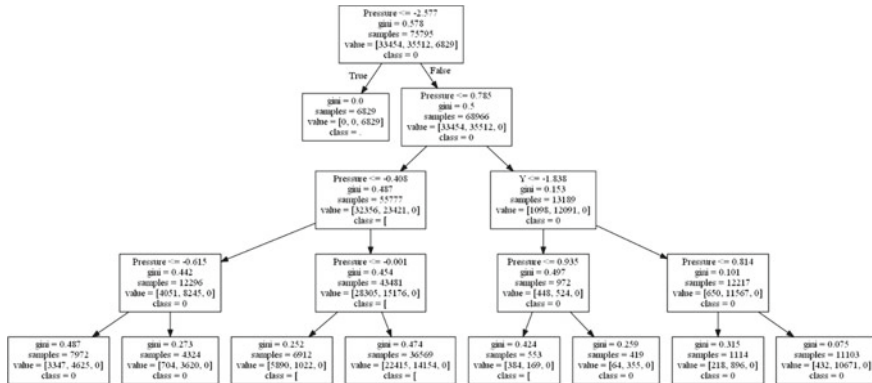 Pressure <= -2.577
gini = 0.578
samples = 75795
value = [33454, 35512, 6829]
class = 0
True
False
gini = 0.0
samples = 6829
value = [0, 0, 6829]
class = .
Pressure <= 0.785
gini = 0.5
samples = 68966
value = [33454, 35512, 0]
class = 0
Pressure <= -0.408
gini = 0.487
samples = 55777
value = [32356, 23421, 0]
class = [
Y <= -1.838
gini = 0.153
samples = 13189
value = [1098, 12091, 0]
class = 0
Pressure <= -0.615
gini = 0.442
samples = 12296
value = [4051, 8245, 0]
class = 0
Pressure <= -0.001
gini = 0.454
samples = 43481
value = [28305, 15176, 0]
class = [
Pressure <= 0.935
gini = 0.497
samples = 972
value = [448, 524, 0]
class = 0
Pressure <= 0.814
gini = 0.101
samples = 12217
value = [650, 11567, 0]
class = 0
gini = 0.487
samples = 7972
value = [3347, 4625, 0]
class = 0
gini = 0.273
samples = 4324
value = [704, 3620, 0]
class = 0
gini = 0.252
samples = 6912
value = [5890, 1022, 0]
class = [
gini = 0.474
samples = 36569
value = [22415, 14154, 0]
class = [
gini = 0.424
samples = 553
value = [384, 169, 0]
class = [
gini = 0.259
samples = 419
value = [64, 355, 0]
class = 0
gini = 0.315
samples = 1114
value = [218, 896, 0]
class = 0
gini = 0.075
samples = 11103
value = [432, 10671, 0]
class = 0